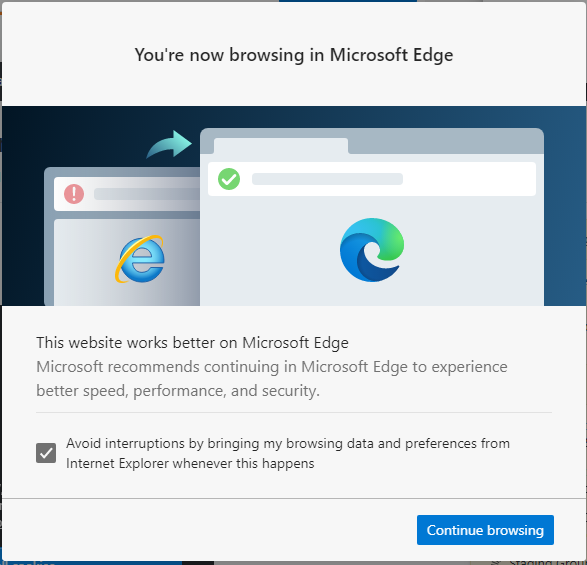 You're now browsing in Microsoft Edge
This website works better on Microsoft Edge
Microsoft recommends continuing in Microsoft Edge to experience
better speed, performance, and security.
Avoid interruptions by bringing my browsing data and preferences from
Internet Explorer whenever this happens
Continue browsing